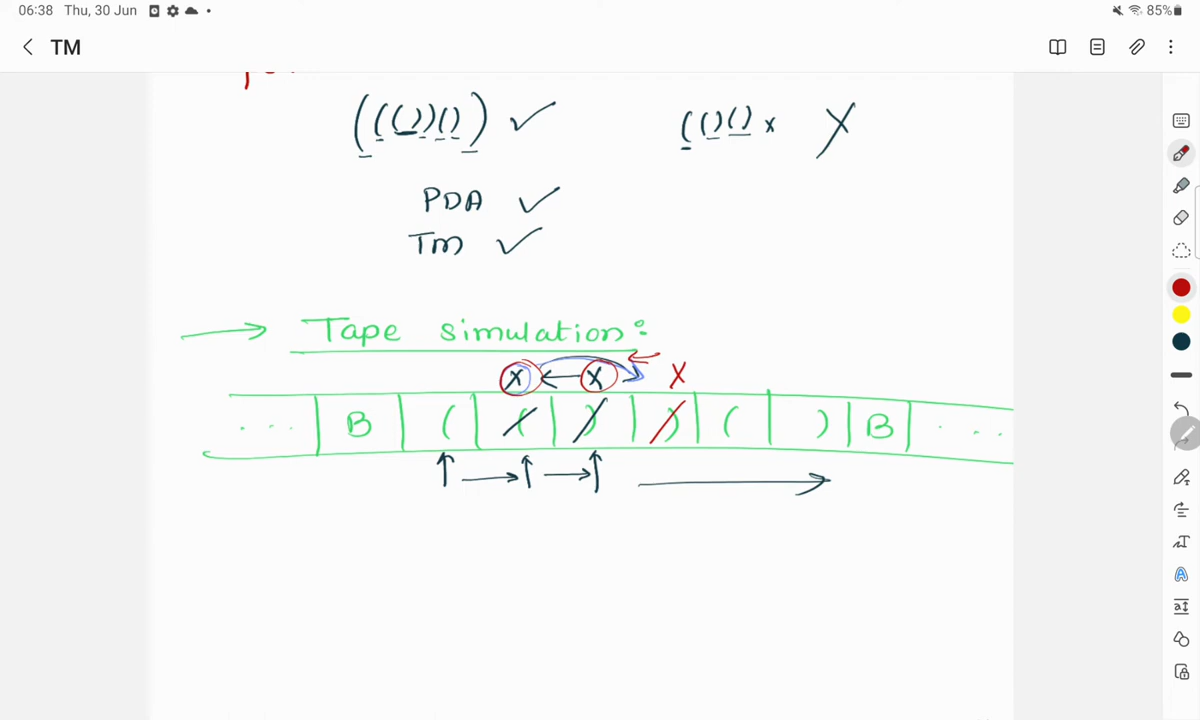 06:38 Thu, 30 Jun 85%
TM
(((())()) ✓ (()() x X
PDA ✓
Tm ✓
→ Tape simulation:
x ← x X
... | B | ( | ( | ) | ) | ( | ) | B | ...